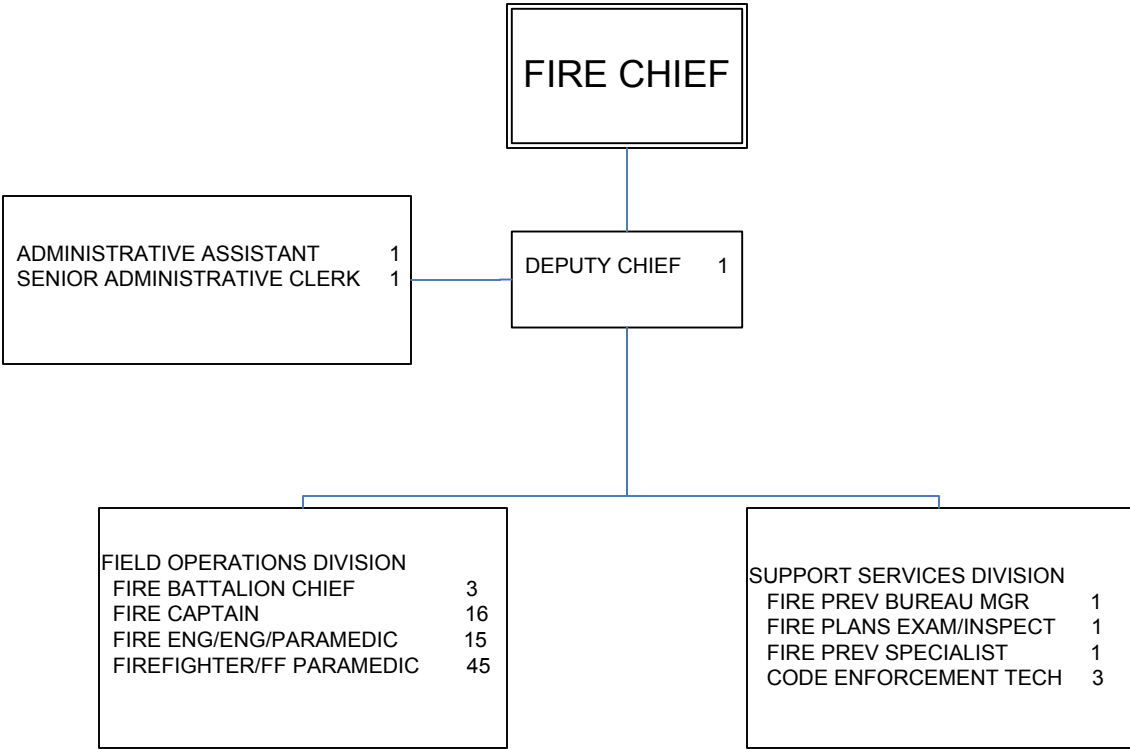 FIRE CHIEF
ADMINISTRATIVE ASSISTANT 1
SENIOR ADMINISTRATIVE CLERK 1
DEPUTY CHIEF 1
FIELD OPERATIONS DIVISION
FIRE BATTALION CHIEF 3
FIRE CAPTAIN 16
FIRE ENG/ENG/PARAMEDIC 15
FIREFIGHTER/FF PARAMEDIC 45
SUPPORT SERVICES DIVISION
FIRE PREV BUREAU MGR 1
FIRE PLANS EXAM/INSPECT 1
FIRE PREV SPECIALIST 1
CODE ENFORCEMENT TECH 3